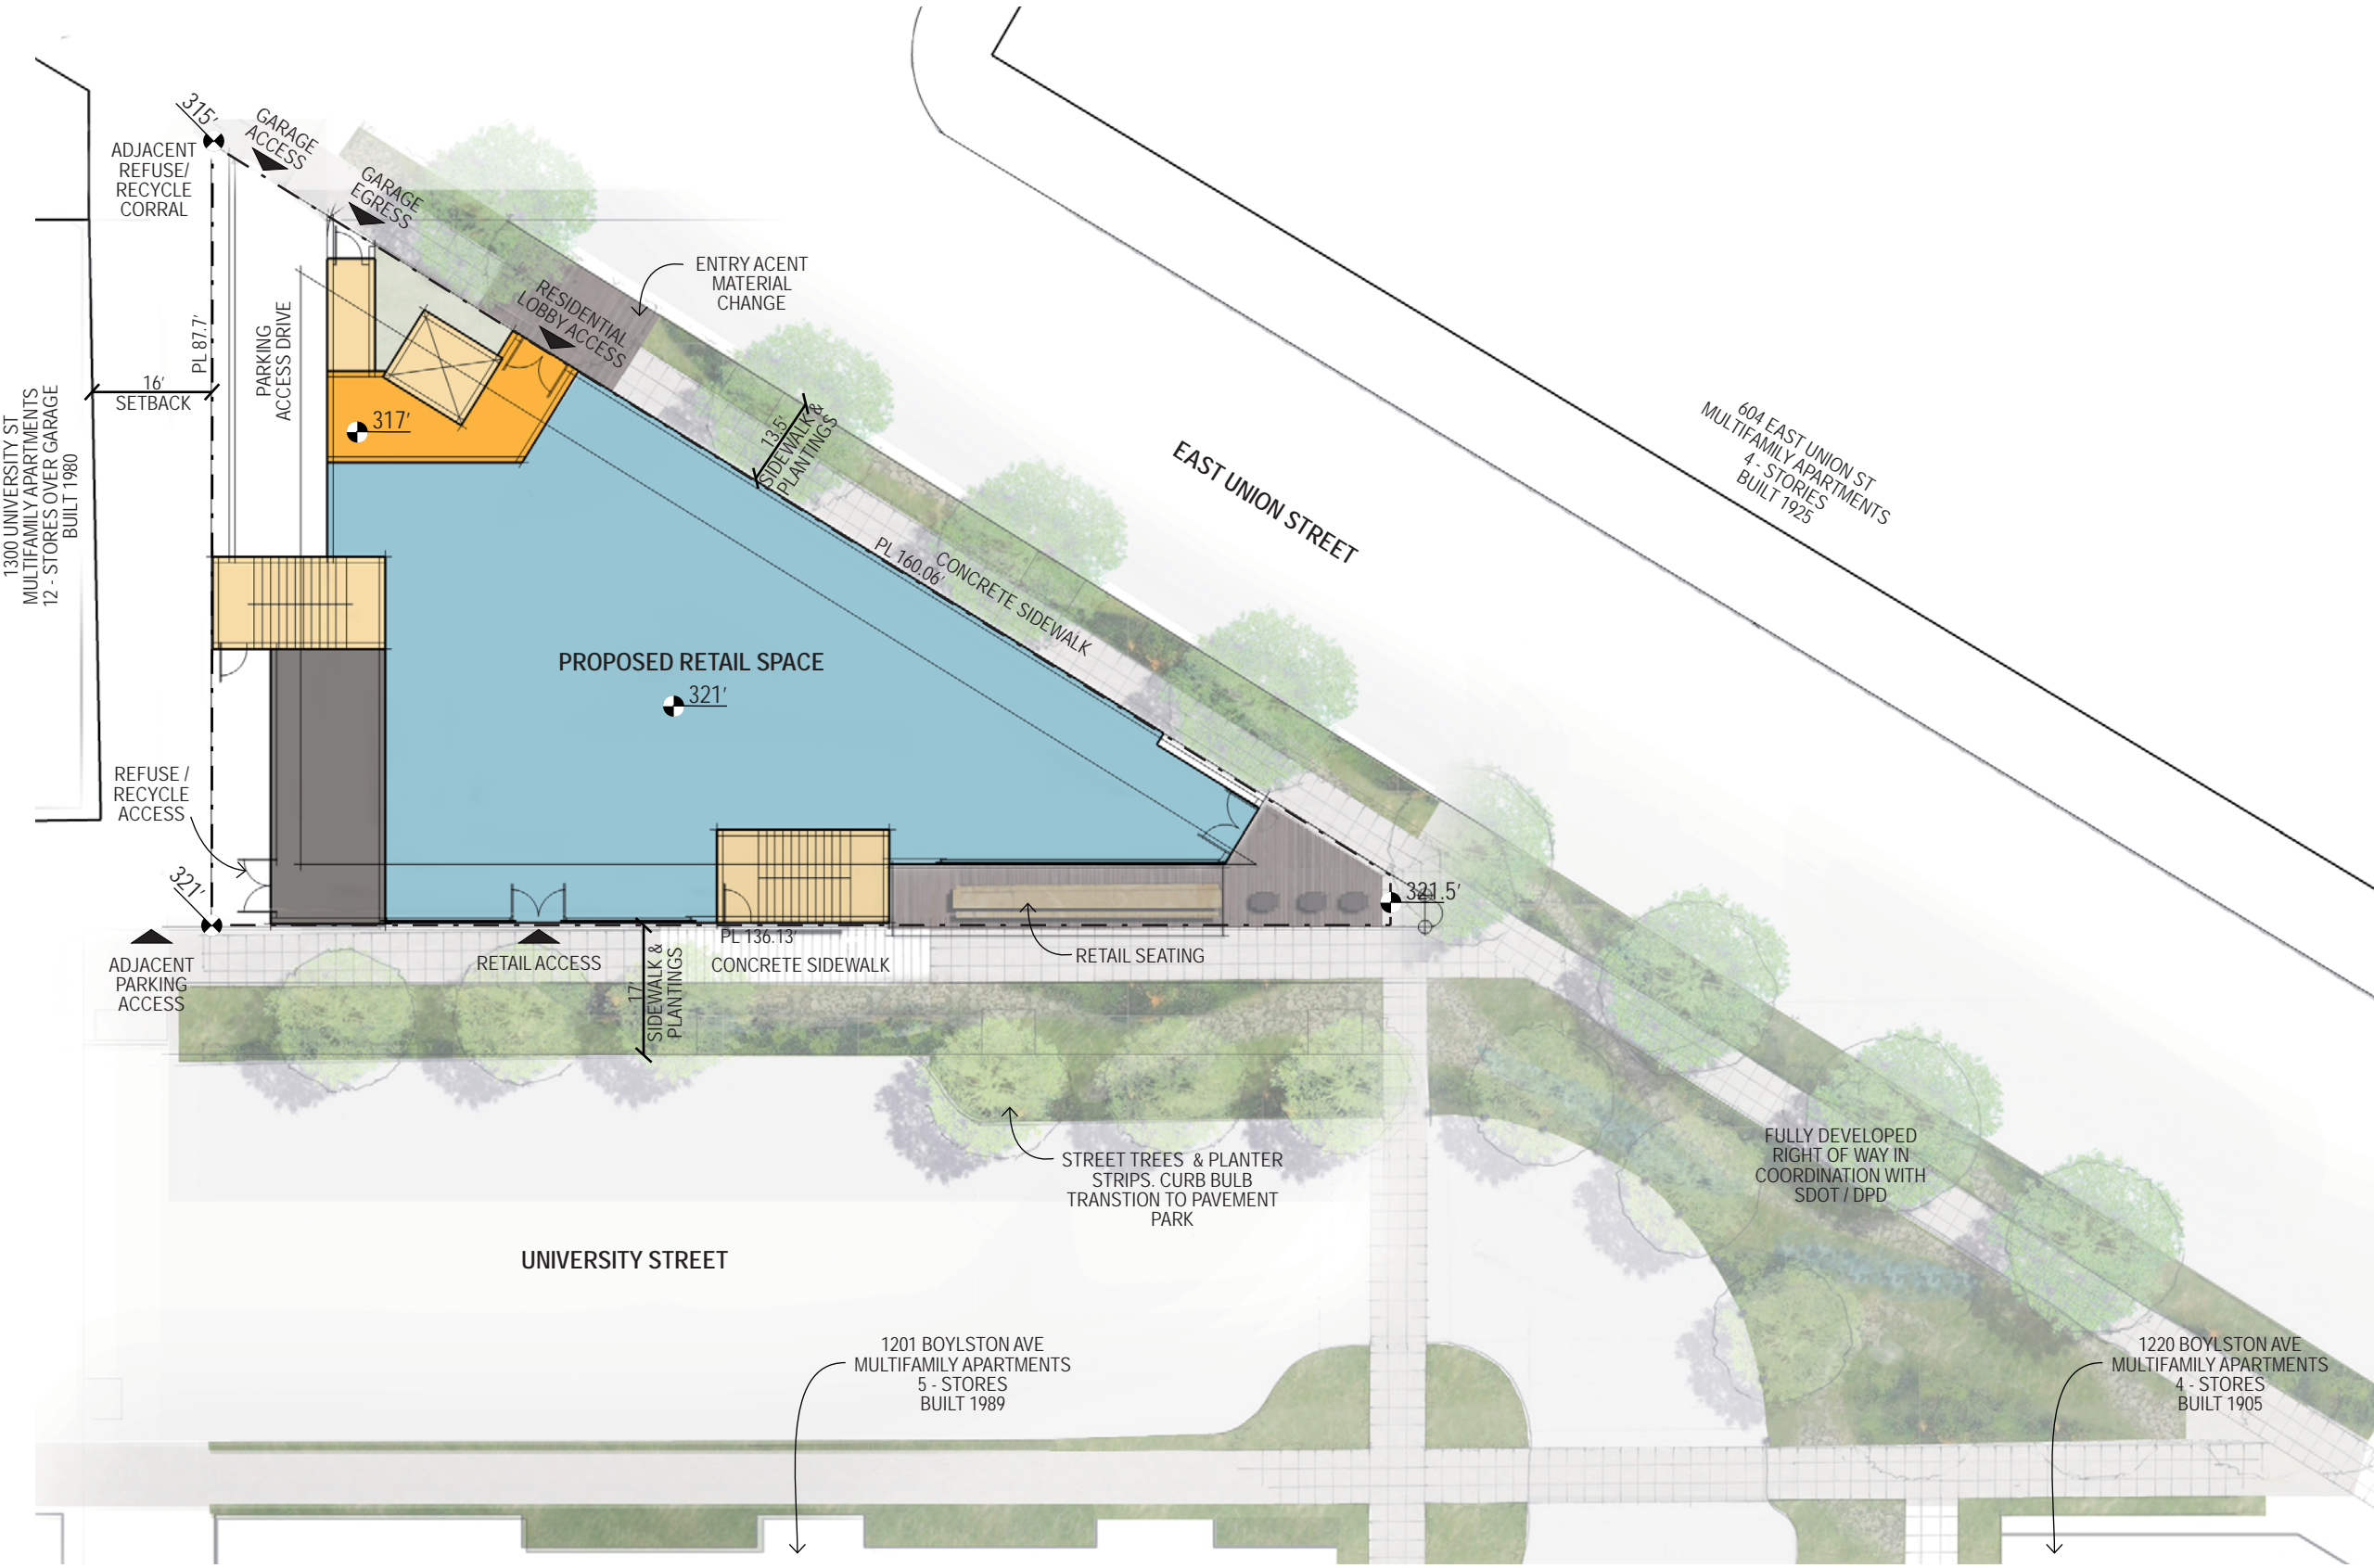 315′
GARAGE
ACCESS
ADJACENT
REFUSE/
RECYCLE
CORRAL
GARAGE
EGRESS
ENTRY ACENT
MATERIAL
CHANGE
RESIDENTIAL
LOBBY ACCESS
PL 87.7′
PARKING
ACCESS DRIVE
16′
SETBACK
1300 UNIVERSITY ST
MULTIFAMILY APARTMENTS
12 - STORES OVER GARAGE
BUILT 1980
317′
13.5′
SIDEWALK &
PLANTINGS
EAST UNION STREET
604 EAST UNION ST
MULTIFAMILY APARTMENTS
4 - STORIES
BUILT 1925
PL 160.06′
CONCRETE SIDEWALK
PROPOSED RETAIL SPACE
321′
REFUSE /
RECYCLE
ACCESS
321′
321.5′
ADJACENT
PARKING
ACCESS
RETAIL ACCESS
17′
SIDEWALK &
PLANTINGS
PL 136.13′
CONCRETE SIDEWALK
RETAIL SEATING
STREET TREES & PLANTER
STRIPS. CURB BULB
TRANSTION TO PAVEMENT
PARK
FULLY DEVELOPED
RIGHT OF WAY IN
COORDINATION WITH
SDOT / DPD
UNIVERSITY STREET
1201 BOYLSTON AVE
MULTIFAMILY APARTMENTS
5 - STORES
BUILT 1989
1220 BOYLSTON AVE
MULTIFAMILY APARTMENTS
4 - STORES
BUILT 1905